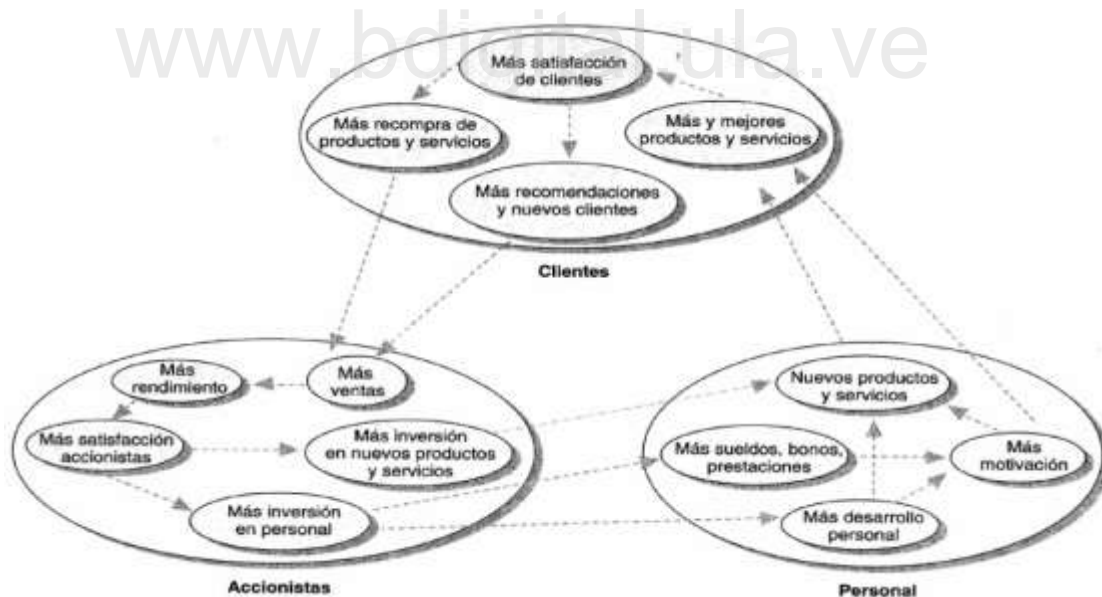 www.bdigital.ula.ve
Más satisfacción
de clientes
Más recompra de
productos y servicios
Más y mejores
productos y servicios
Más recomendaciones
y nuevos clientes
Clientes
Más
rendimiento
Más
ventas
Más satisfacción
accionistas
Más inversión
en nuevos productos
y servicios
Más inversión
en personal
Accionistas
Nuevos productos
y servicios
Más sueldos, bonos,
prestaciones
Más
motivación
Más desarrollo
personal
Personal